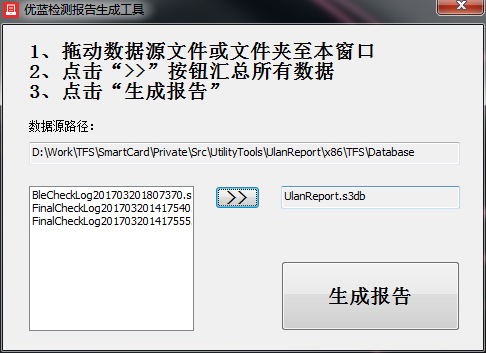 优蓝检测报告生成工具
1、拖动数据源文件或文件夹至本窗口
2、点击“>>”按钮汇总所有数据
3、点击“生成报告”
数据源路径：
D:\Work\TFS\SmartCard\Private\Src\UtilityTools\UlanReport\x86\TFS\Database
BleCheckLog201703201807370.s
FinalCheckLog201703201417540
FinalCheckLog201703201417555
>>
UlanReport.s3db
生成报告